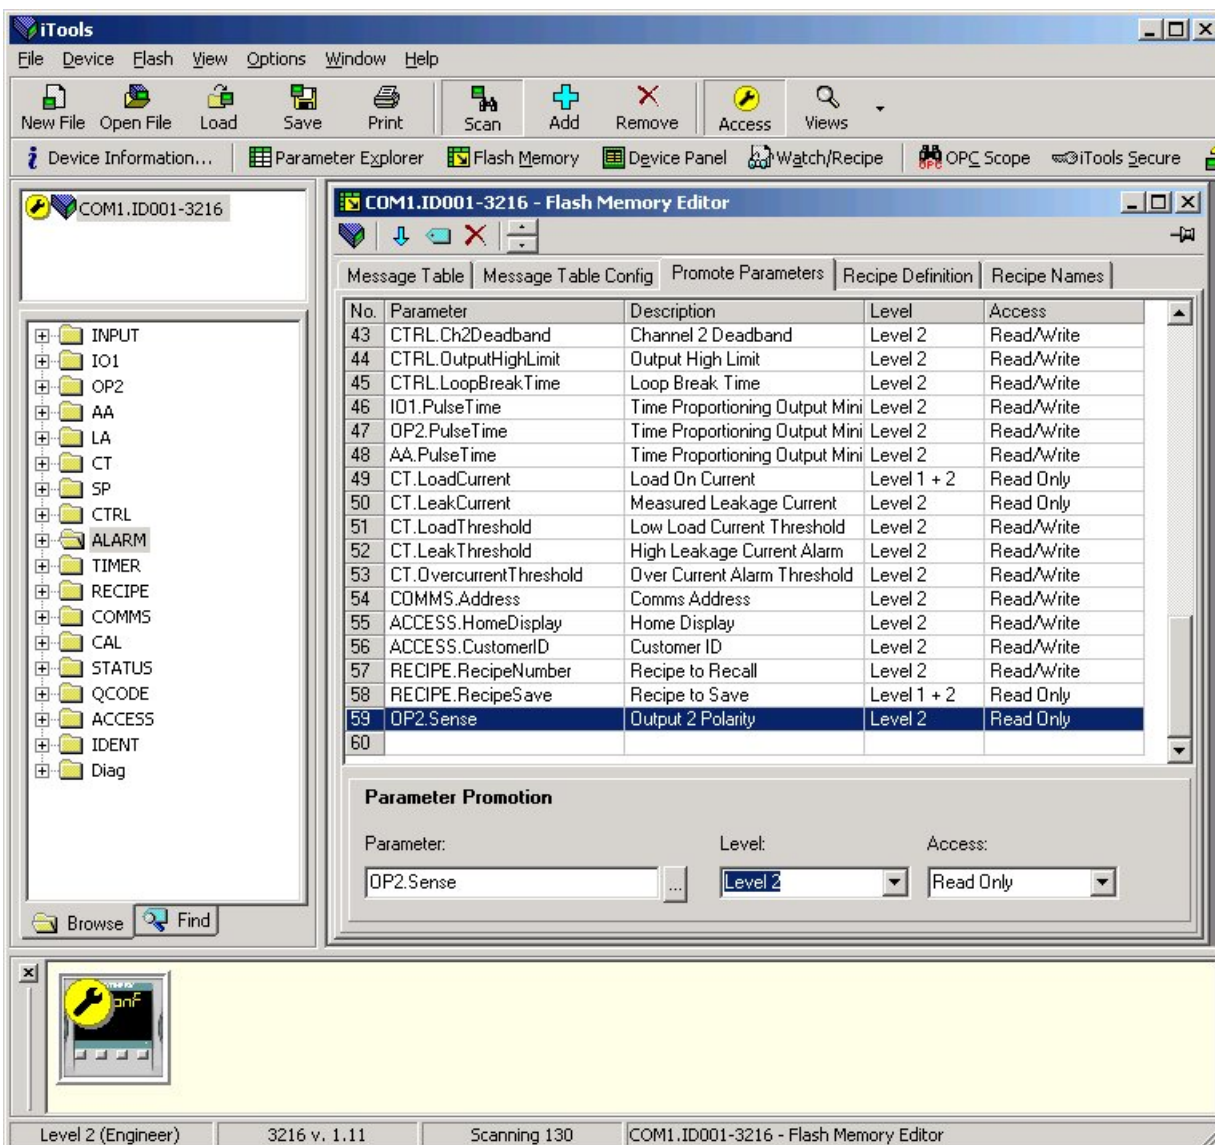 iTools
File Device Flash View Options Window Help
New File Open File Load Save Print Scan Add Remove Access Views
Device Information... Parameter Explorer Flash Memory Device Panel Watch/Recipe OPC Scope iTools Secure
COM1.ID001-3216
INPUT
IO1
OP2
AA
LA
CT
SP
CTRL
ALARM
TIMER
RECIPE
COMMS
CAL
STATUS
QCODE
ACCESS
IDENT
Diag
Browse Find
COM1.ID001-3216 - Flash Memory Editor
Message Table Message Table Config Promote Parameters Recipe Definition Recipe Names
No. Parameter Description Level Access
43 CTRL.Ch2Deadband Channel 2 Deadband Level 2 Read/Write
44 CTRL.OutputHighLimit Output High Limit Level 2 Read/Write
45 CTRL.LoopBreakTime Loop Break Time Level 2 Read/Write
46 IO1.PulseTime Time Proportioning Output Mini Level 2 Read/Write
47 OP2.PulseTime Time Proportioning Output Mini Level 2 Read/Write
48 AA.PulseTime Time Proportioning Output Mini Level 2 Read/Write
49 CT.LoadCurrent Load On Current Level 1 + 2 Read Only
50 CT.LeakCurrent Measured Leakage Current Level 2 Read Only
51 CT.LoadThreshold Low Load Current Threshold Level 2 Read/Write
52 CT.LeakThreshold High Leakage Current Alarm Level 2 Read/Write
53 CT.OvercurrentThreshold Over Current Alarm Threshold Level 2 Read/Write
54 COMMS.Address Comms Address Level 2 Read/Write
55 ACCESS.HomeDisplay Home Display Level 2 Read/Write
56 ACCESS.CustomerID Customer ID Level 2 Read/Write
57 RECIPE.RecipeNumber Recipe to Recall Level 2 Read/Write
58 RECIPE.RecipeSave Recipe to Save Level 1 + 2 Read Only
59 OP2.Sense Output 2 Polarity Level 2 Read Only
60
Parameter Promotion
Parameter: Level: Access:
OP2.Sense ... Level 2 Read Only
Level 2 (Engineer) 3216 v. 1.11 Scanning 130 COM1.ID001-3216 - Flash Memory Editor